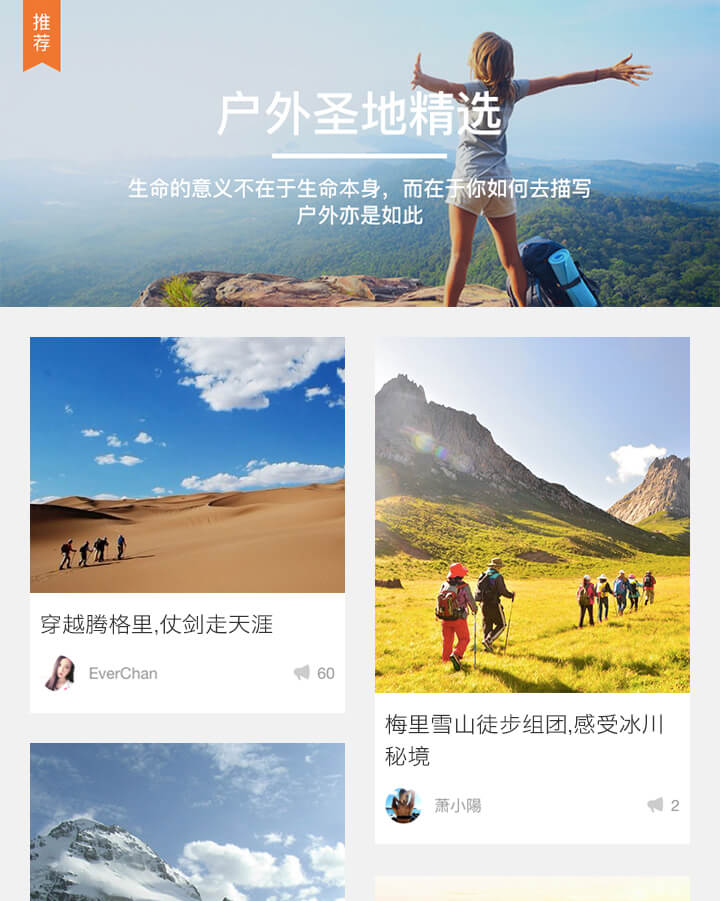 推荐
户外圣地精选
生命的意义不在于生命本身，而在于你如何去描写
户外亦是如此
穿越腾格里,仗剑走天涯
EverChan
60
梅里雪山徒步组团,感受冰川
秘境
萧小陽
2